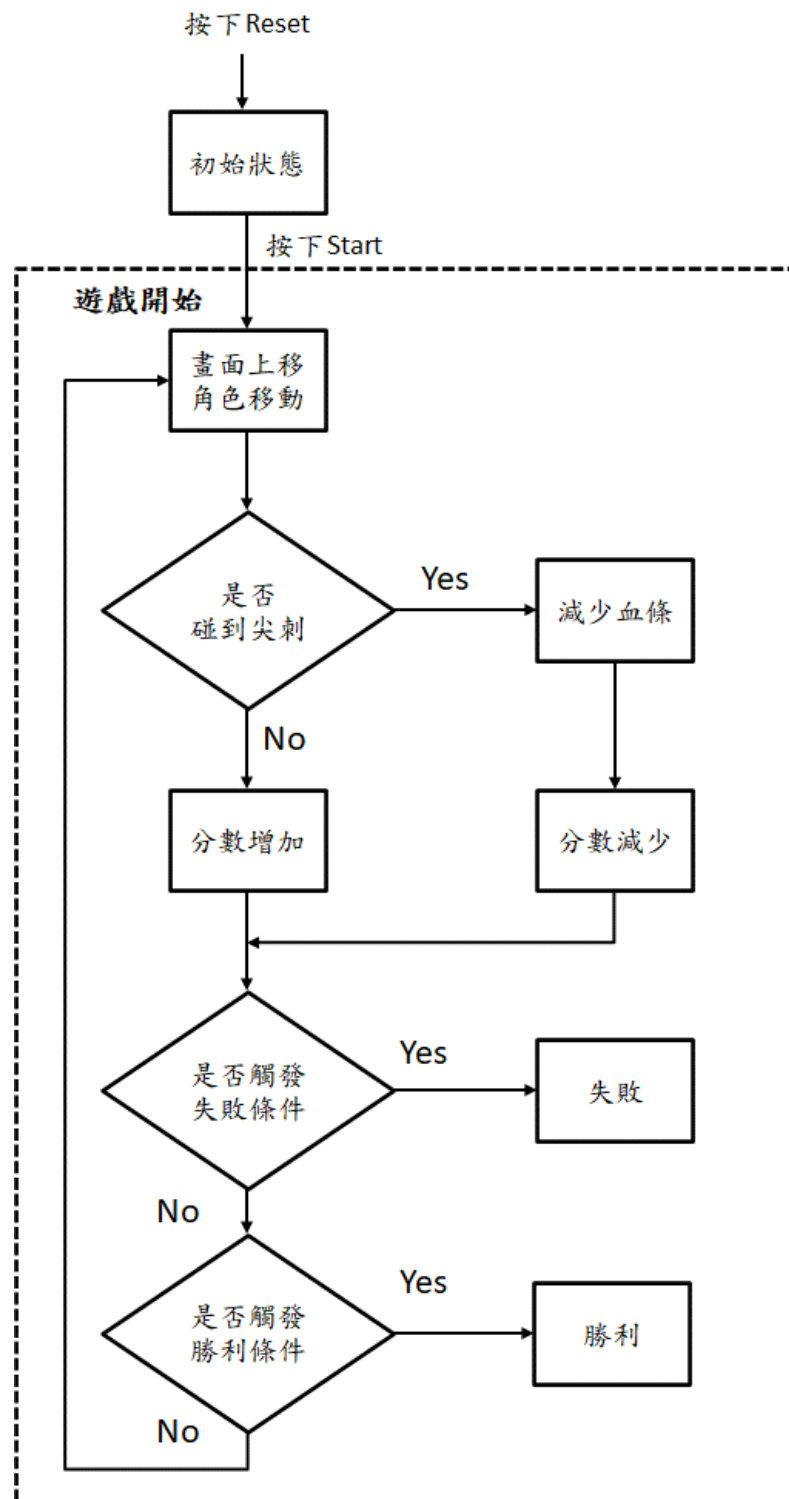 按下Reset
初始狀態
按下Start
遊戲開始
畫面上移
角色移動
是否
碰到尖刺
Yes
減少血條
No
分數增加
分數減少
是否觸發
失敗條件
Yes
失敗
No
是否觸發
勝利條件
Yes
勝利
No